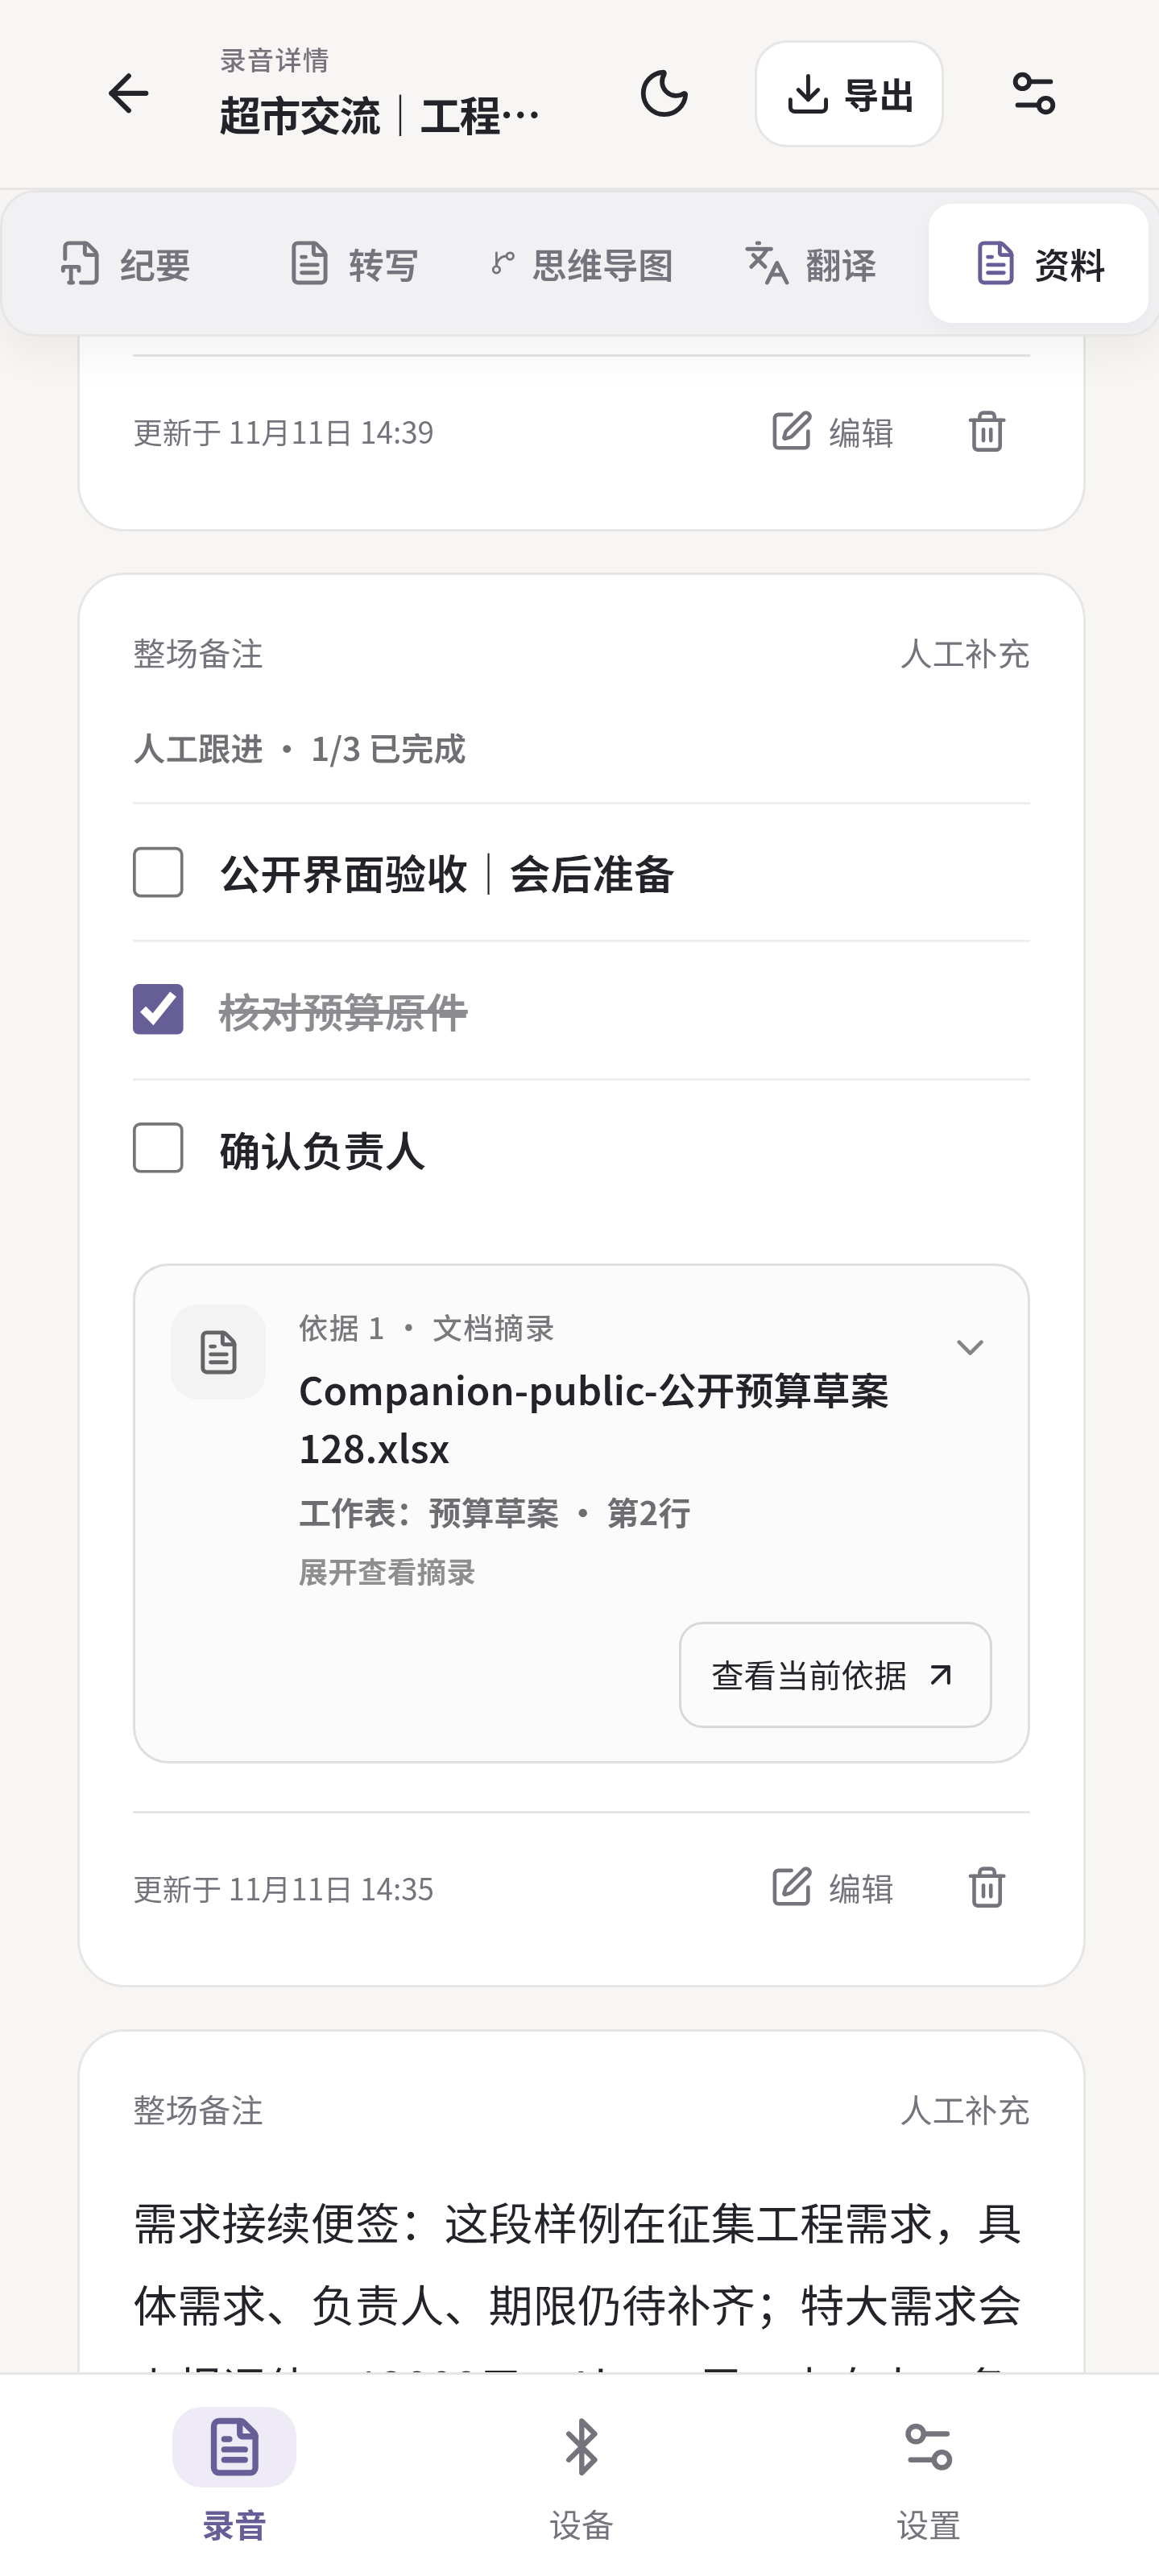 录音详情
超市交流｜工程…
导出
纪要
转写
思维导图
翻译
资料
更新于 11月11日 14:39
编辑
整场备注
人工补充
人工跟进 · 1/3 已完成
公开界面验收｜会后准备
核对预算原件
确认负责人
依据 1 · 文档摘录
Companion-public-公开预算草案
128.xlsx
工作表：预算草案 · 第2行
展开查看摘录
查看当前依据
更新于 11月11日 14:35
编辑
整场备注
人工补充
需求接续便签：这段样例在征集工程需求，具
体需求、负责人、期限仍待补齐；特大需求会
录音
设备
设置